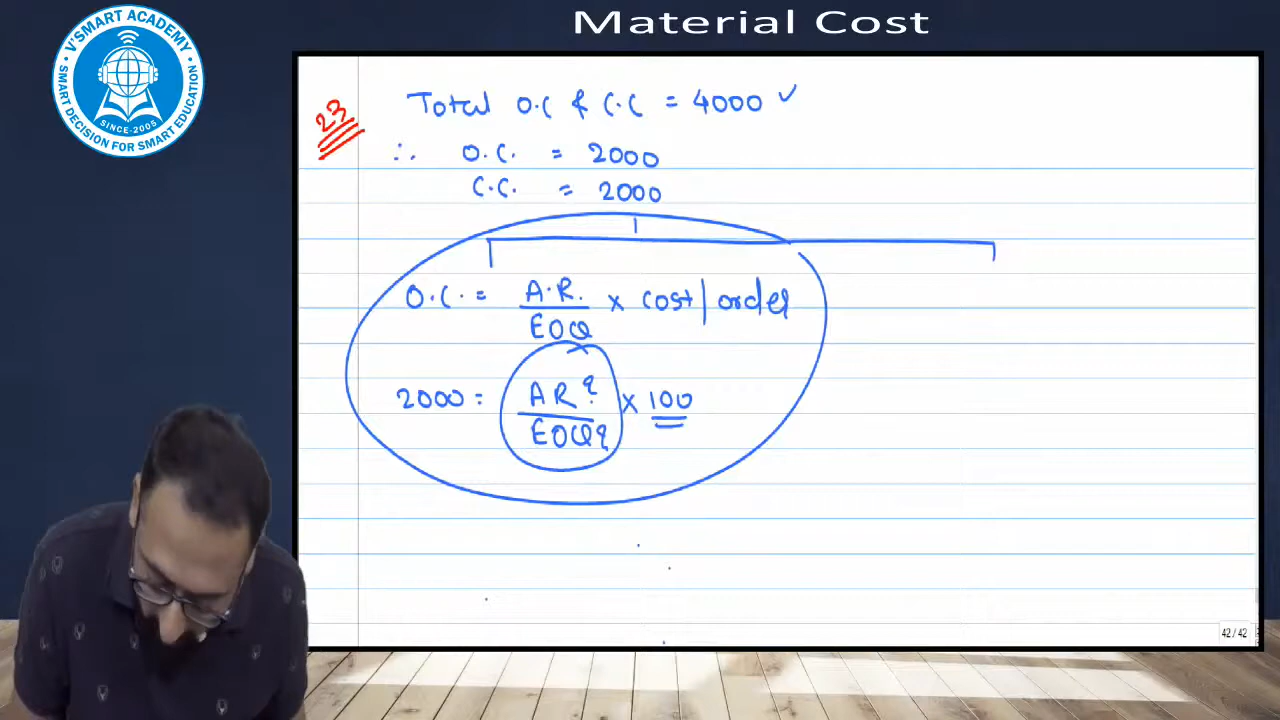 Material Cost
V'SMART ACADEMY
SINCE-2005
SMART DECISION FOR SMART EDUCATION
23
Total O.C & C.C = 4000 ✓
∴ O.C. = 2000
C.C. = 2000
O.C. = A.R. / EOQ × cost | order
2000 = AR ? / EOQ ? × 100
42 / 42